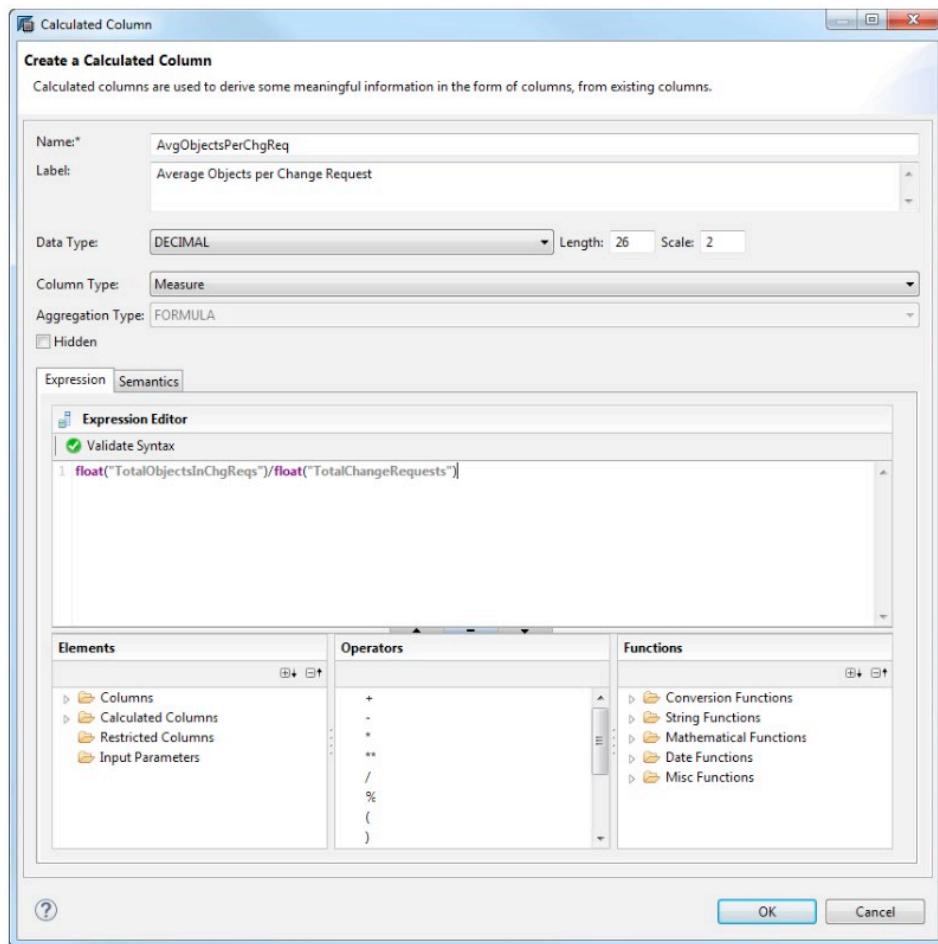 Calculated Column
Create a Calculated Column
Calculated columns are used to derive some meaningful information in the form of columns, from existing columns.
Name:* AvgObjectsPerChgReq
Label: Average Objects per Change Request
Data Type: DECIMAL Length: 26 Scale: 2
Column Type: Measure
Aggregation Type: FORMULA
Hidden
Expression Semantics
Expression Editor
Validate Syntax
1 float("TotalObjectsInChgReqs")/float("TotalChangeRequests")
Elements Operators Functions
Columns + Conversion Functions
Calculated Columns - String Functions
Restricted Columns * Mathematical Functions
Input Parameters ** Date Functions
/ Misc Functions
%
(
)
? OK Cancel